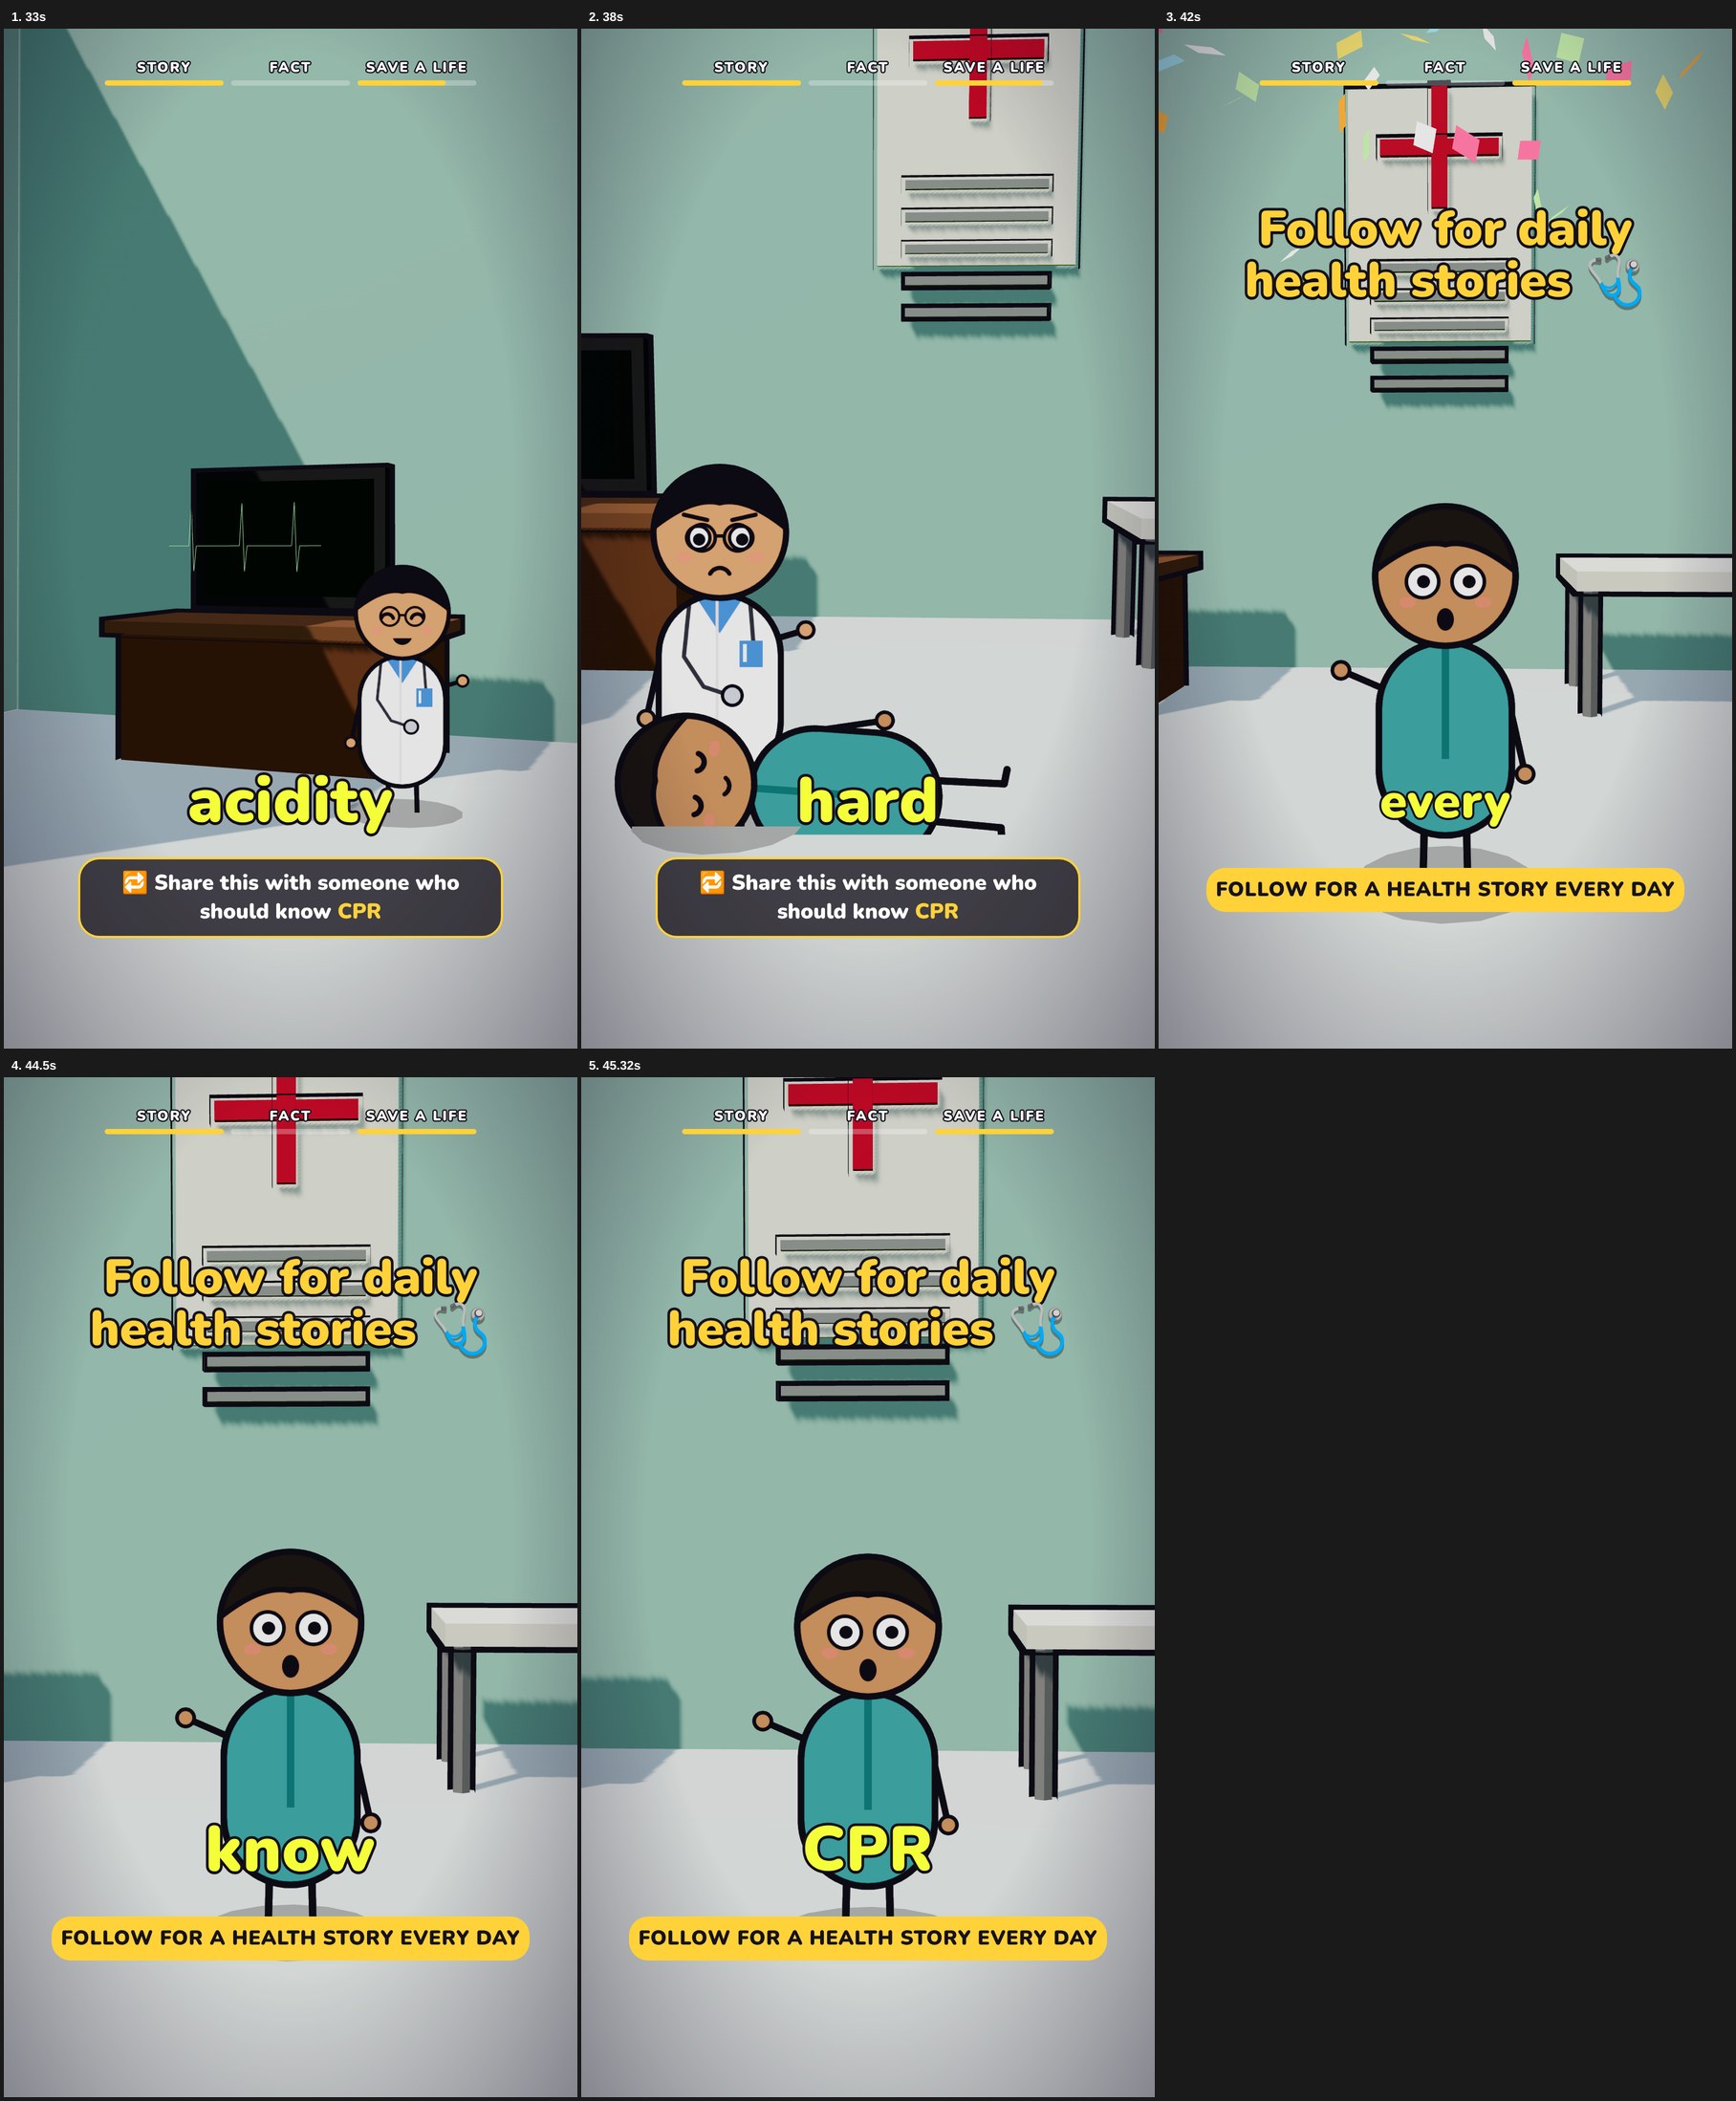 1. 33s
STORY FACT SAVE A LIFE
acidity
🔁 Share this with someone who
should know CPR
2. 38s
STORY FACT SAVE A LIFE
hard
🔁 Share this with someone who
should know CPR
3. 42s
STORY FACT SAVE A LIFE
Follow for daily
health stories 🩺
every
FOLLOW FOR A HEALTH STORY EVERY DAY
4. 44.5s
STORY FACT SAVE A LIFE
Follow for daily
health stories 🩺
know
FOLLOW FOR A HEALTH STORY EVERY DAY
5. 45.32s
STORY FACT SAVE A LIFE
Follow for daily
health stories 🩺
CPR
FOLLOW FOR A HEALTH STORY EVERY DAY